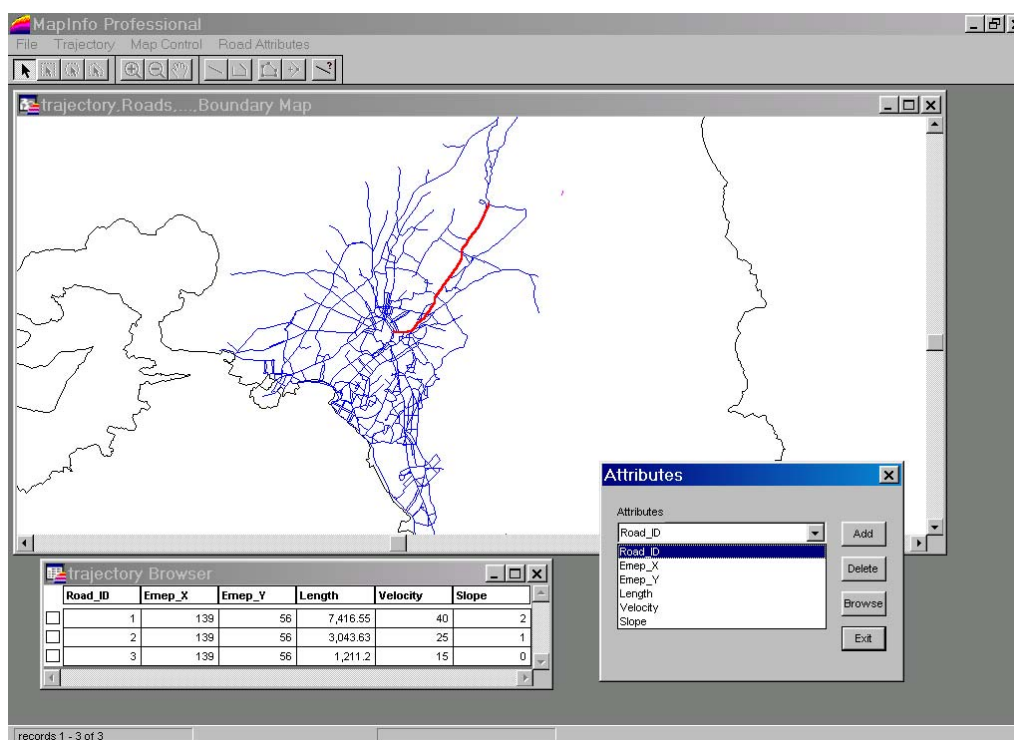 MapInfo Professional
File Trajectory Map Control Road Attributes
trajectory,Roads,...,Boundary Map
Attributes
Attributes
Road_ID
Add
Road_ID
Emep_X
Emep_Y
Length
Velocity
Slope
Delete
Browse
Exit
trajectory Browser
Road_ID Emep_X Emep_Y Length Velocity Slope
1 139 56 7,416.55 40 2
2 139 56 3,043.63 25 1
3 139 56 1,211.2 15 0
records 1 - 3 of 3